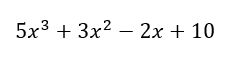 5x³ + 3x² − 2x + 10